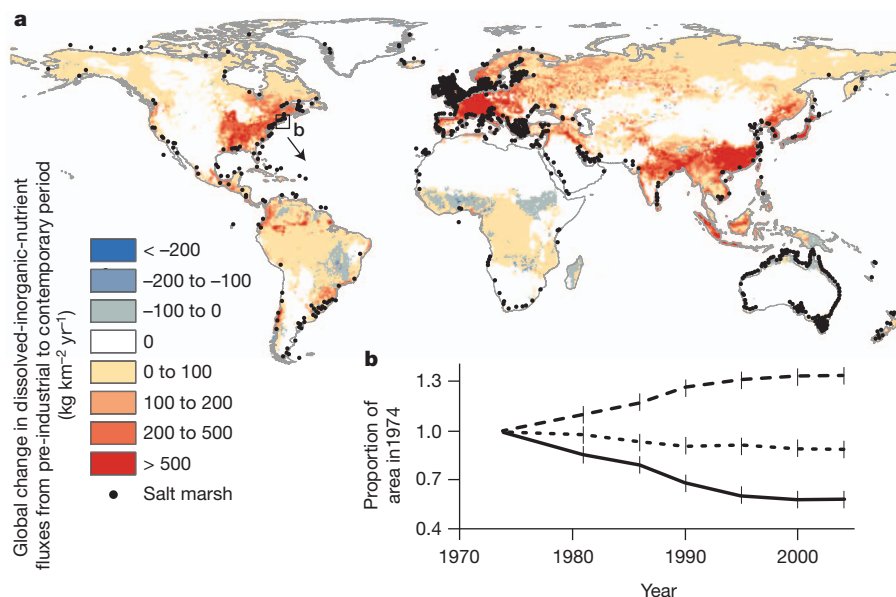 a
b
Global change in dissolved-inorganic-nutrient
fluxes from pre-industrial to contemporary period
(kg km⁻² yr⁻¹)
< –200
–200 to –100
–100 to 0
0
0 to 100
100 to 200
200 to 500
> 500
Salt marsh
b
Proportion of
area in1974
1.3
1.0
0.7
0.4
1970
1980
1990
2000
Year